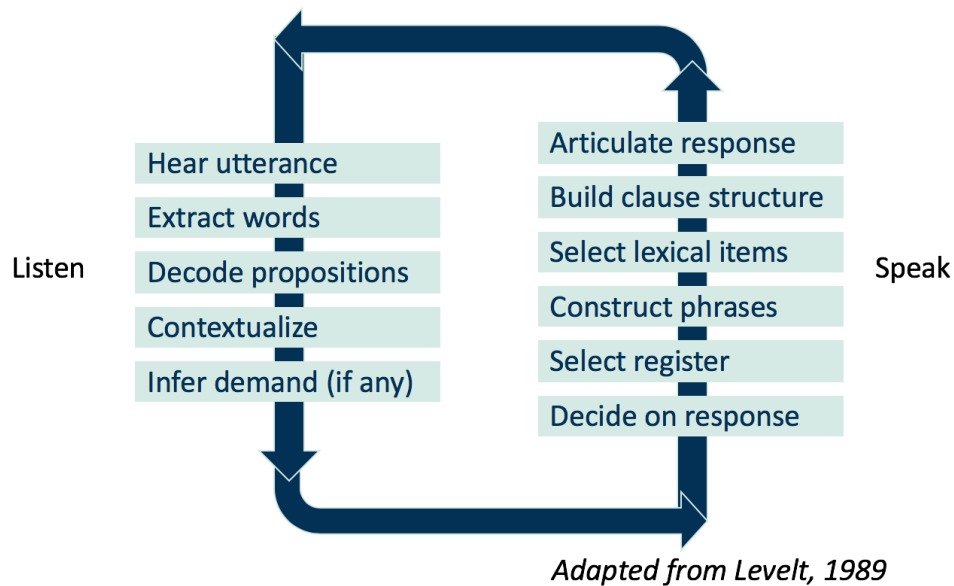 Listen
Hear utterance
Extract words
Decode propositions
Contextualize
Infer demand (if any)
Articulate response
Build clause structure
Select lexical items
Construct phrases
Select register
Decide on response
Speak
Adapted from Levelt, 1989